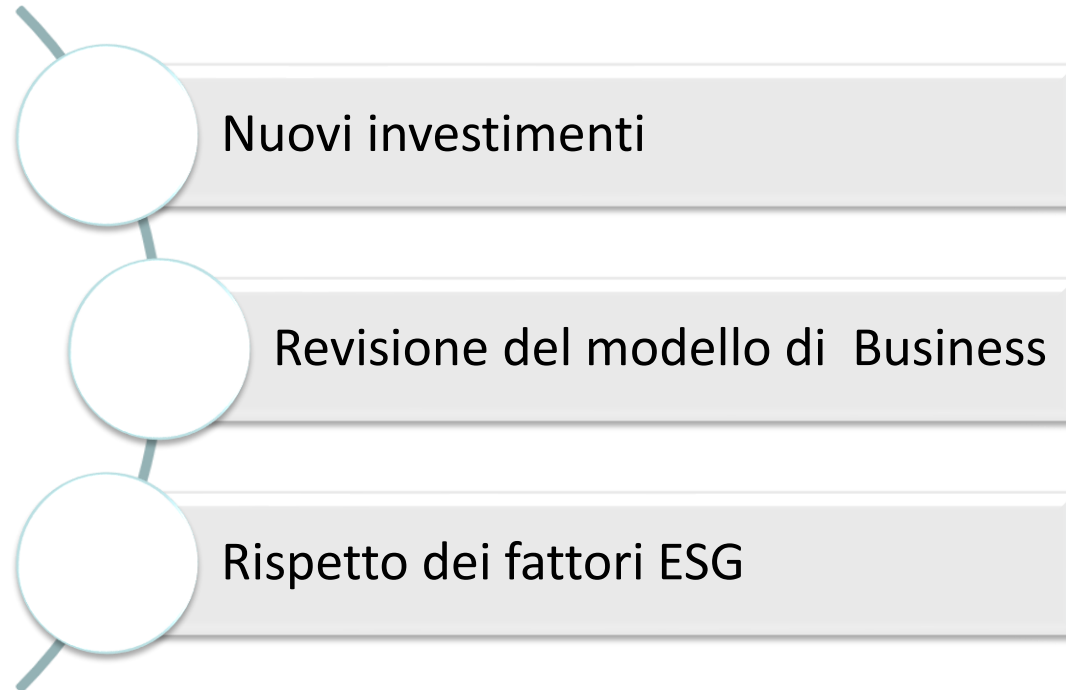 Nuovi investimenti
Revisione del modello di  Business
Rispetto dei fattori ESG